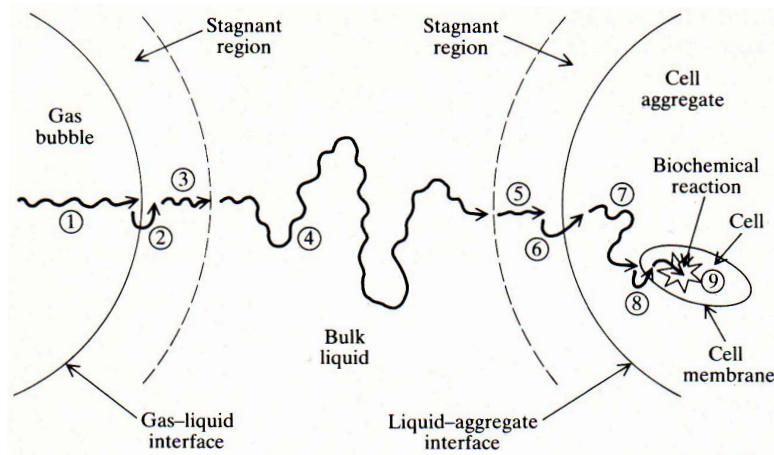 Stagnant
region
Stagnant
region
Cell
aggregate
Gas
bubble
Biochemical
reaction
Cell
①
②
③
④
⑤
⑥
⑦
⑧
⑨
Bulk
liquid
Cell
membrane
Gas–liquid
interface
Liquid–aggregate
interface